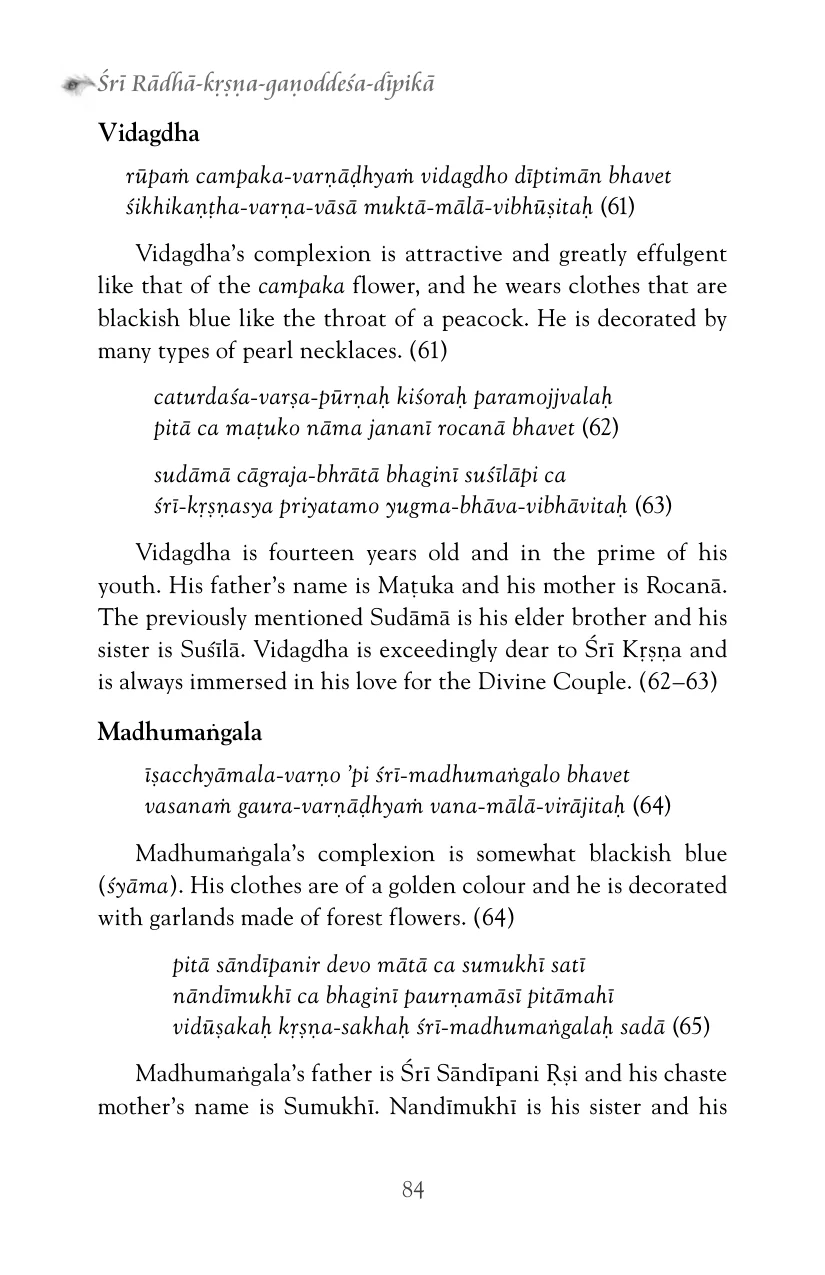 Śrī Rādhā-kṛṣṇa-gaṇoddeśa-dīpikā
Vidagdha
rūpaṁ campaka-varṇāḍhyaṁ vidagdho dīptimān bhavet
śikhikaṇṭha-varṇa-vāsā muktā-mālā-vibhūṣitaḥ (61)
Vidagdha’s complexion is attractive and greatly effulgent
like that of the campaka flower, and he wears clothes that are
blackish blue like the throat of a peacock. He is decorated by
many types of pearl necklaces. (61)
caturdaśa-varṣa-pūrṇaḥ kiśoraḥ paramojjvalaḥ
pitā ca maṭuko nāma jananī rocanā bhavet (62)
sudāmā cāgraja-bhrātā bhaginī suśīlāpi ca
śrī-kṛṣṇasya priyatamo yugma-bhāva-vibhāvitaḥ (63)
Vidagdha is fourteen years old and in the prime of his
youth. His father’s name is Maṭuka and his mother is Rocanā.
The previously mentioned Sudāmā is his elder brother and his
sister is Suśīlā. Vidagdha is exceedingly dear to Śrī Kṛṣṇa and
is always immersed in his love for the Divine Couple. (62–63)
Madhumaṅgala
īṣacchyāmala-varṇo ’pi śrī-madhumaṅgalo bhavet
vasanaṁ gaura-varṇāḍhyaṁ vana-mālā-virājitaḥ (64)
Madhumaṅgala’s complexion is somewhat blackish blue
(śyāma). His clothes are of a golden colour and he is decorated
with garlands made of forest flowers. (64)
pitā sāndīpanir devo mātā ca sumukhī satī
nāndīmukhī ca bhaginī paurṇamāsī pitāmahī
vidūṣakaḥ kṛṣṇa-sakhaḥ śrī-madhumaṅgalaḥ sadā (65)
Madhumaṅgala’s father is Śrī Sāndīpani Ṛṣi and his chaste
mother’s name is Sumukhī. Nandīmukhī is his sister and his
84